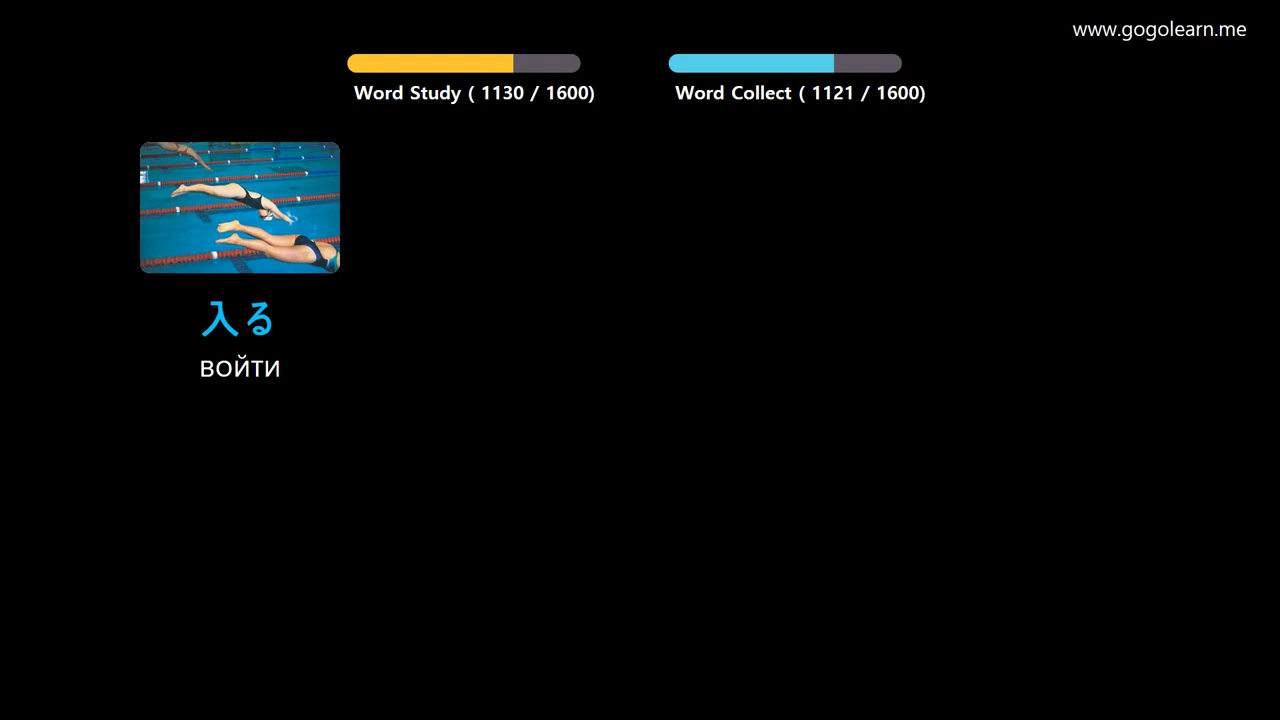 www.gogolearn.me
Word Study ( 1130 / 1600)
Word Collect ( 1121 / 1600)
入る
войти